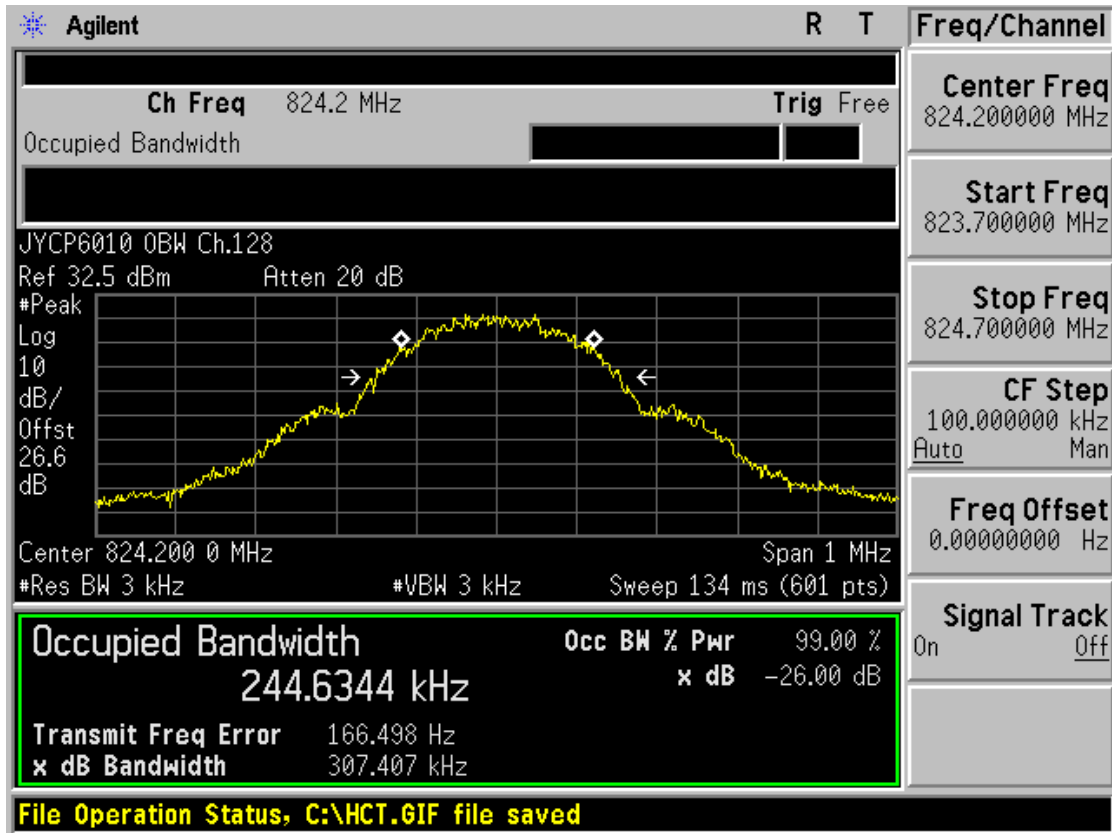 Agilent R T
Ch Freq 824.2 MHz Trig Free
Occupied Bandwidth
JYCP6010 OBW Ch.128
Ref 32.5 dBm Atten 20 dB
#Peak
Log
10
dB/
Offst
26.6
dB
Center 824.200 0 MHz Span 1 MHz
#Res BW 3 kHz #VBW 3 kHz Sweep 134 ms (601 pts)
Occupied Bandwidth Occ BW % Pwr 99.00 %
244.6344 kHz x dB -26.00 dB
Transmit Freq Error 166.498 Hz
x dB Bandwidth 307.407 kHz
File Operation Status, C:\HCT.GIF file saved
Freq/Channel
Center Freq
824.200000 MHz
Start Freq
823.700000 MHz
Stop Freq
824.700000 MHz
CF Step
100.000000 kHz
Auto Man
Freq Offset
0.00000000 Hz
Signal Track
On Off